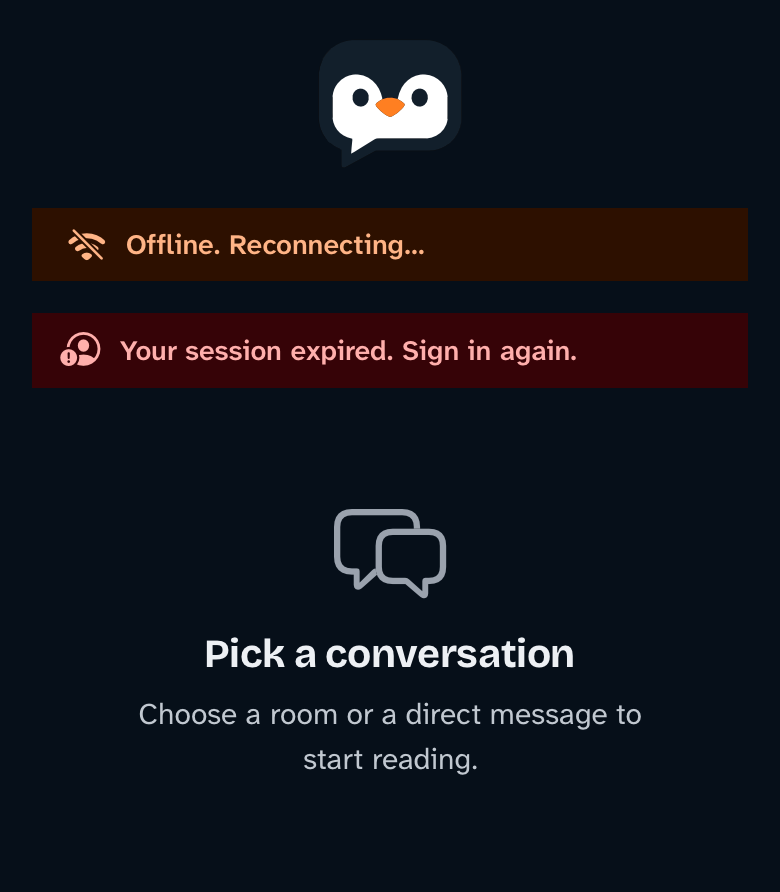 Offline. Reconnecting...
Your session expired. Sign in again.
Pick a conversation
Choose a room or a direct message to
start reading.